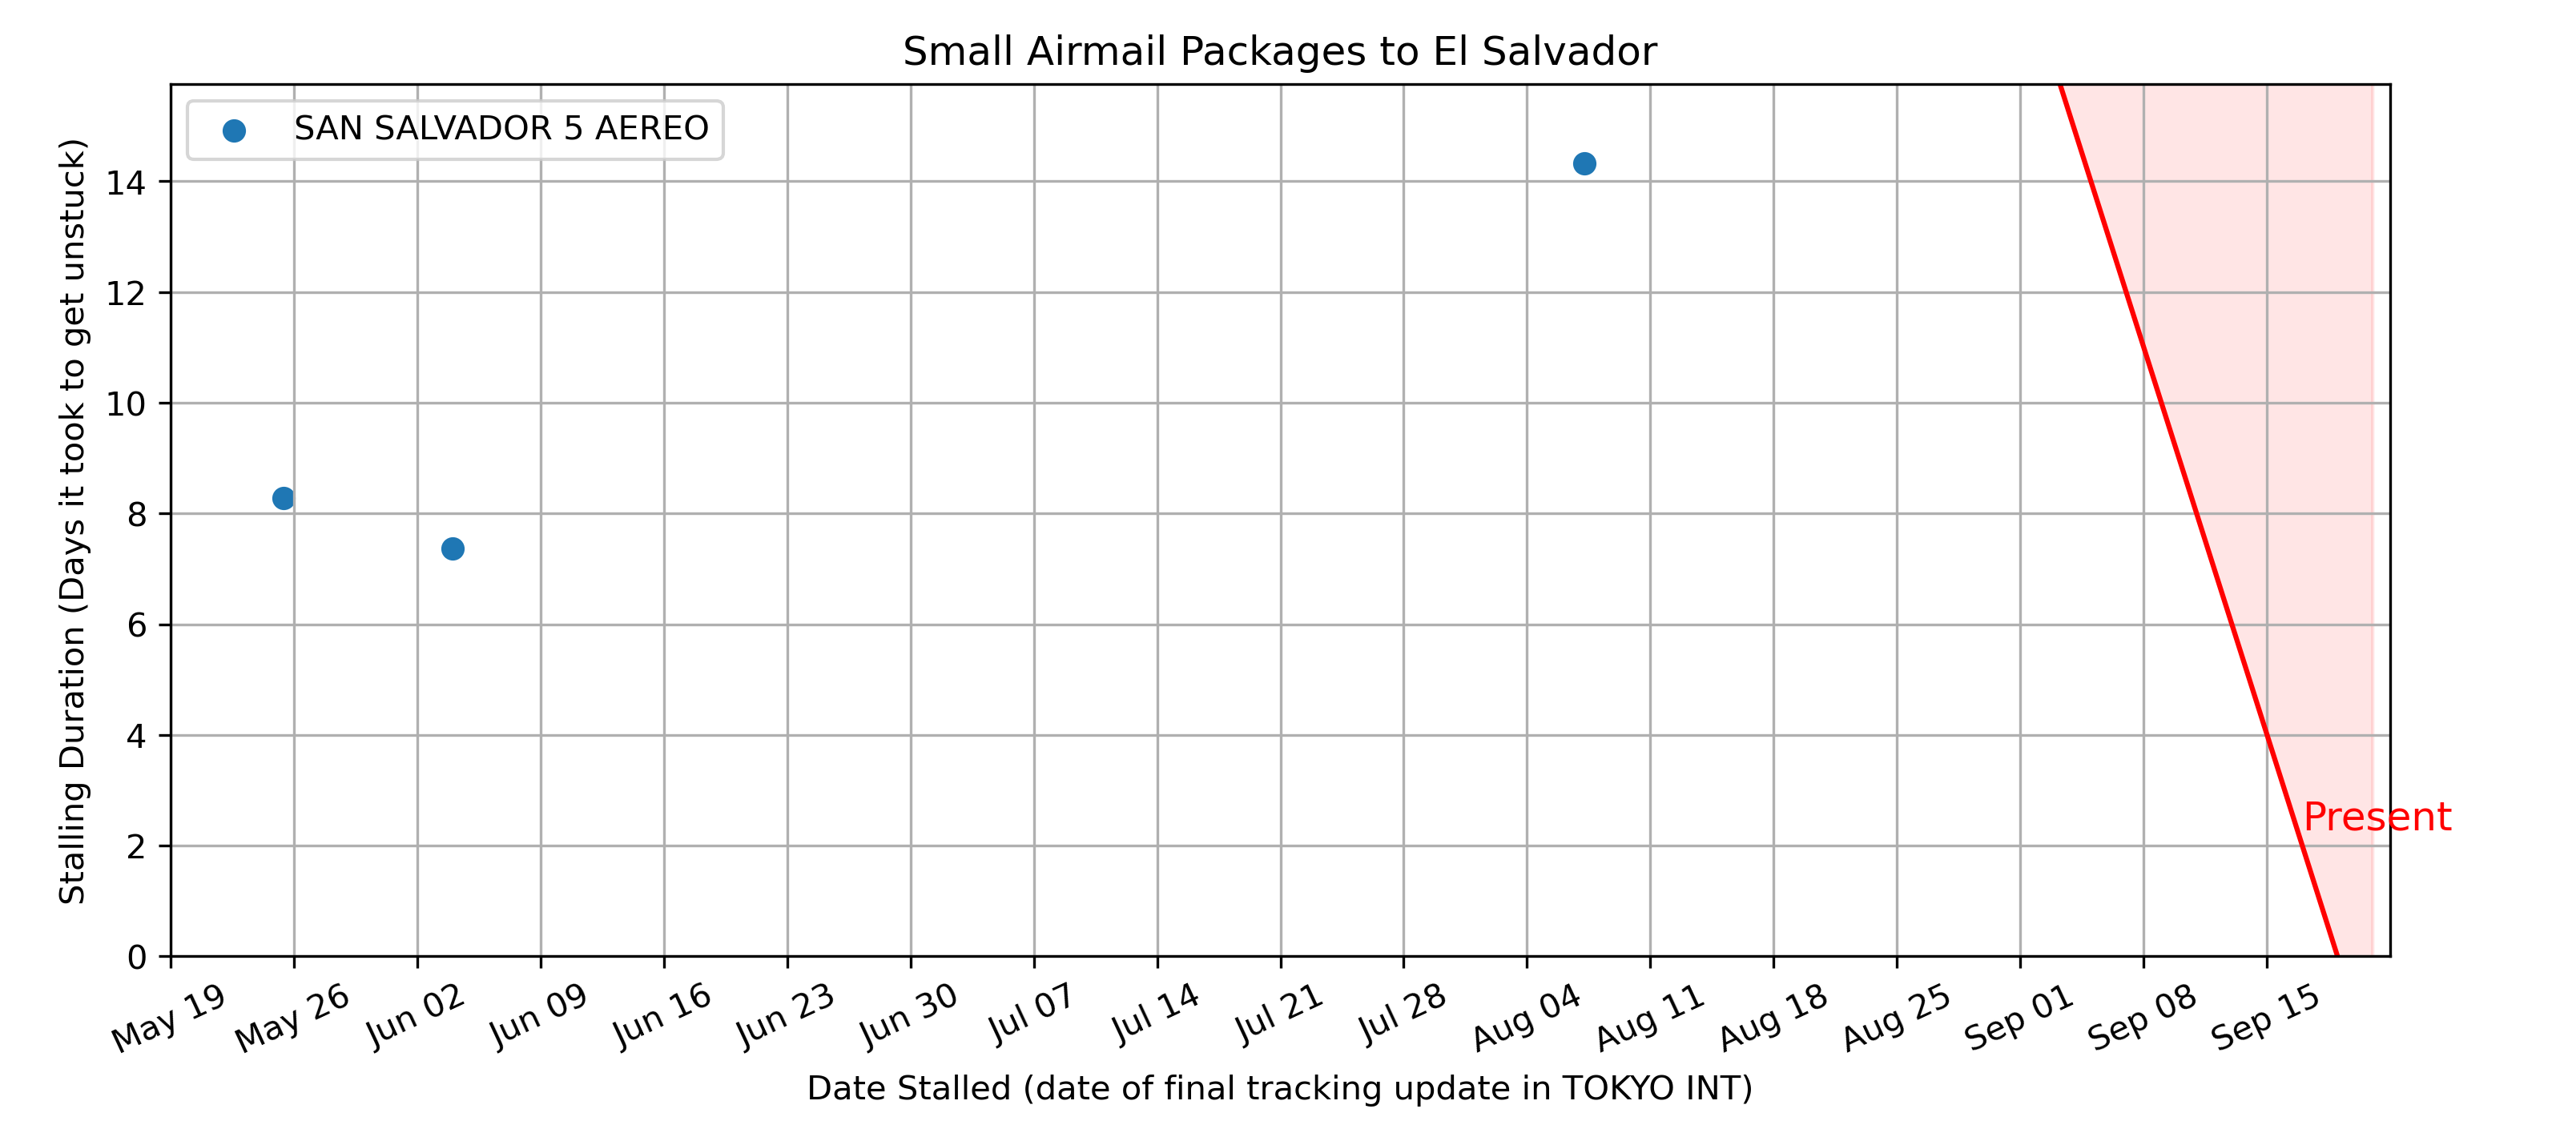 Small Airmail Packages to El Salvador
SAN SALVADOR 5 AEREO
Stalling Duration (Days it took to get unstuck)
14
12
10
8
6
4
2
0
Present
May 19
May 26
Jun 02
Jun 09
Jun 16
Jun 23
Jun 30
Jul 07
Jul 14
Jul 21
Jul 28
Aug 04
Aug 11
Aug 18
Aug 25
Sep 01
Sep 08
Sep 15
Date Stalled (date of final tracking update in TOKYO INT)